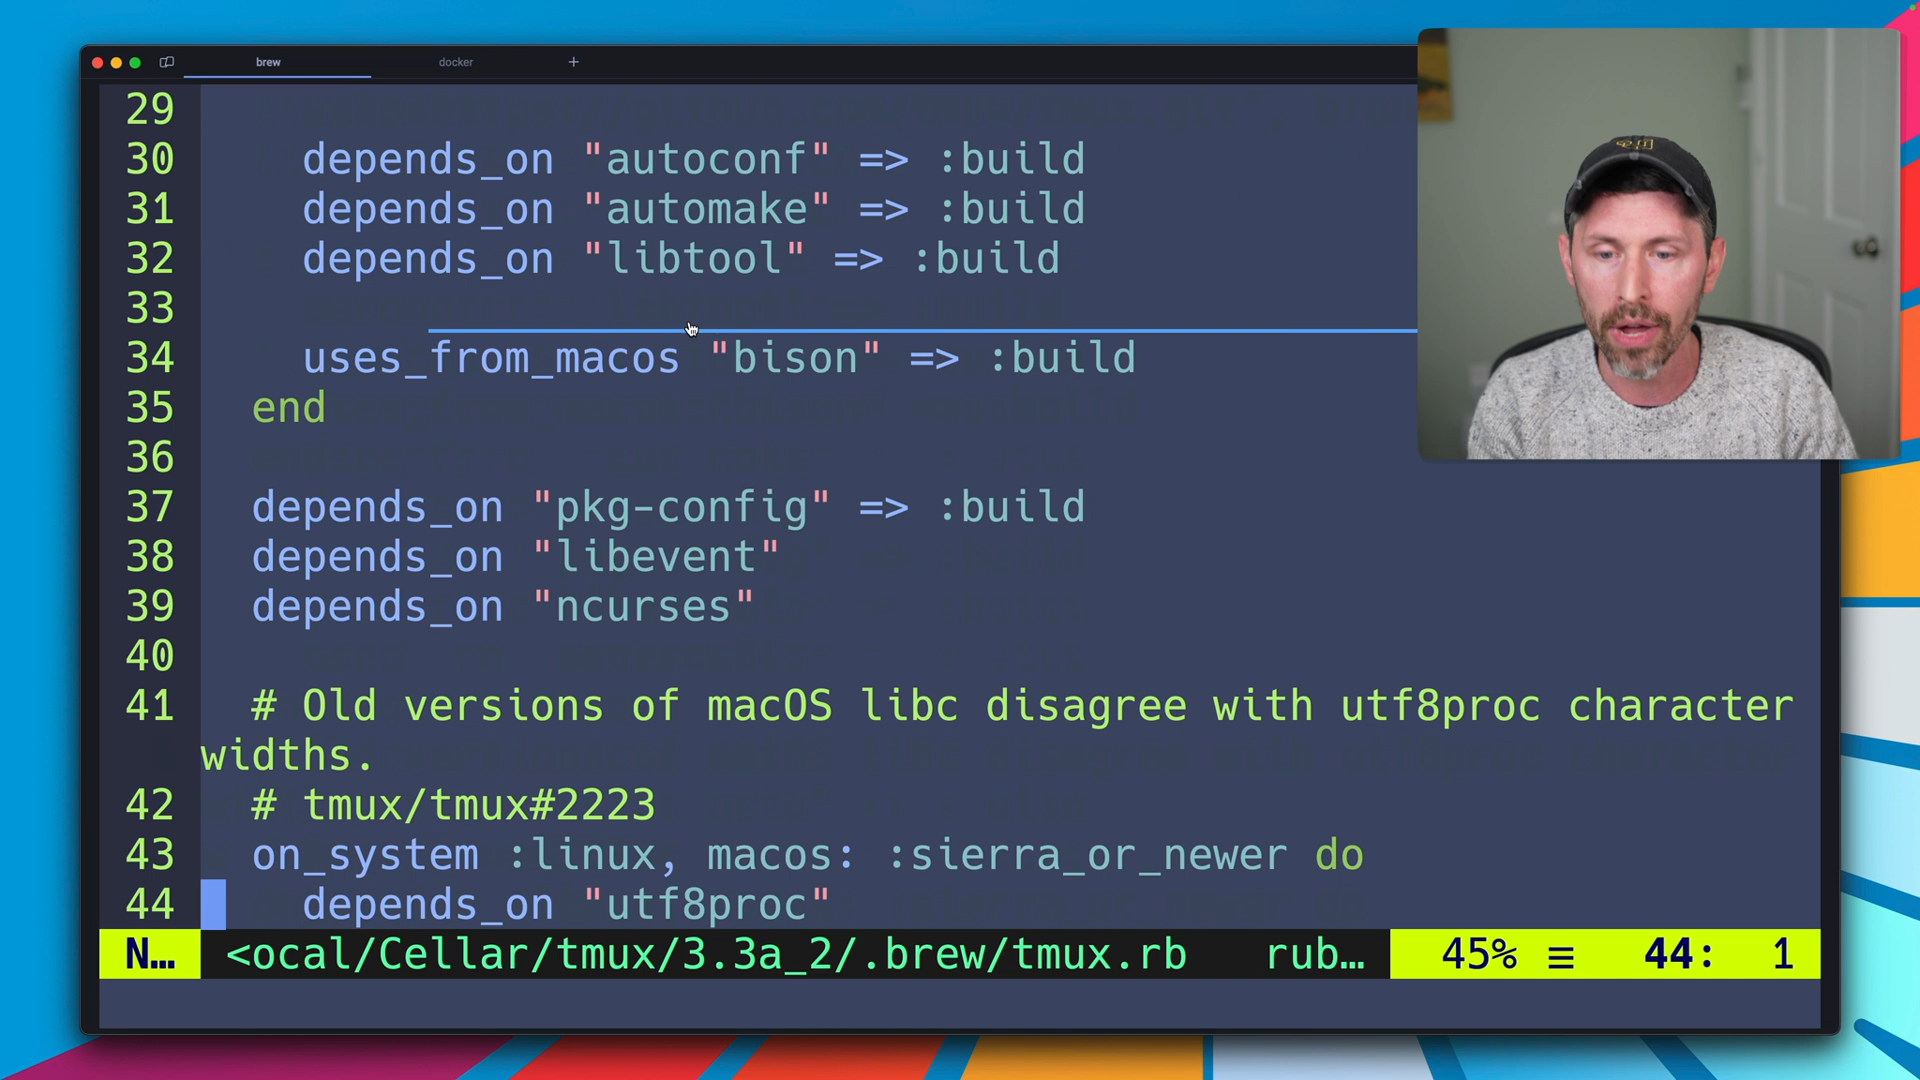 brew docker +
29
30 depends_on "autoconf" => :build
31 depends_on "automake" => :build
32 depends_on "libtool" => :build
33
34 uses_from_macos "bison" => :build
35 end
36
37 depends_on "pkg-config" => :build
38 depends_on "libevent"
39 depends_on "ncurses"
40
41 # Old versions of macOS libc disagree with utf8proc character
widths.
42 # tmux/tmux#2223
43 on_system :linux, macos: :sierra_or_newer do
44 depends_on "utf8proc"
N… <ocal/Cellar/tmux/3.3a_2/.brew/tmux.rb rub… 45% ≡ 44: 1